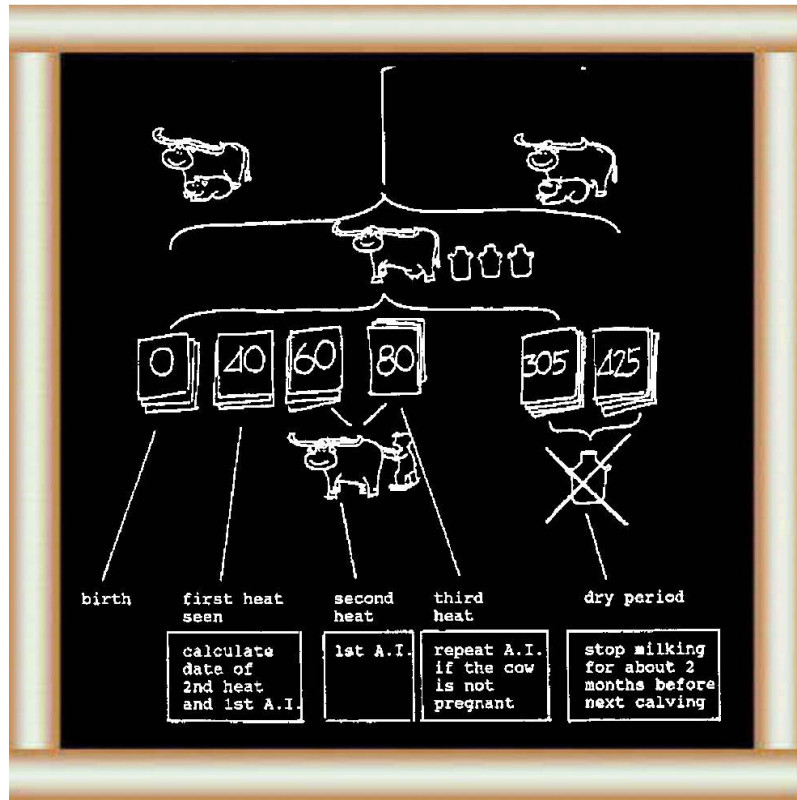 0 40 60 80 305 425
birth
first heat
seen
second
heat
third
heat
dry period
calculate
date of
2nd heat
and 1st A.I.
1st A.I.
repeat A.I.
if the cow
is not
pregnant
stop milking
for about 2
months before
next calving